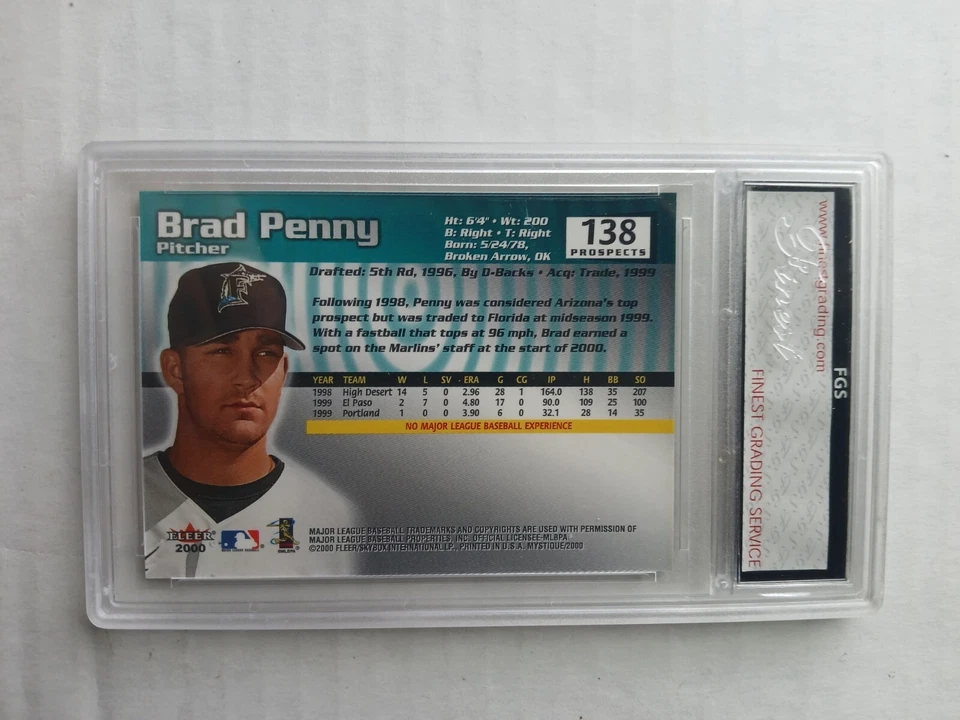 Brad Penny
Pitcher
Ht: 6'4" • Wt: 200
B: Right • T: Right
Born: 5/24/78,
Broken Arrow, OK
138
PROSPECTS
Drafted: 5th Rd, 1996, By D-Backs • Acq: Trade, 1999
Following 1998, Penny was considered Arizona's top
prospect but was traded to Florida at midseason 1999.
With a fastball that tops at 96 mph, Brad earned a
spot on the Marlins' staff at the start of 2000.
YEAR TEAM W L SV ERA G CG IP H BB SO
1998 High Desert 14 5 0 2.96 28 1 164.0 138 35 207
1999 El Paso 2 7 0 4.80 17 0 90.0 109 25 100
1999 Portland 1 0 0 3.90 6 0 32.1 28 14 35
NO MAJOR LEAGUE BASEBALL EXPERIENCE
F
FLEER
2000
MAJOR LEAGUE BASEBALL TRADEMARKS AND COPYRIGHTS ARE USED WITH PERMISSION OF
MAJOR LEAGUE BASEBALL PROPERTIES, INC. OFFICIAL LICENSEE-MLBPA
©2000 FLEER/SKYBOX INTERNATIONAL LP., PRINTED IN U.S.A. MYSTIQUE/2000
FGS
www.finestgrading.com
Finest
FINEST GRADING SERVICE